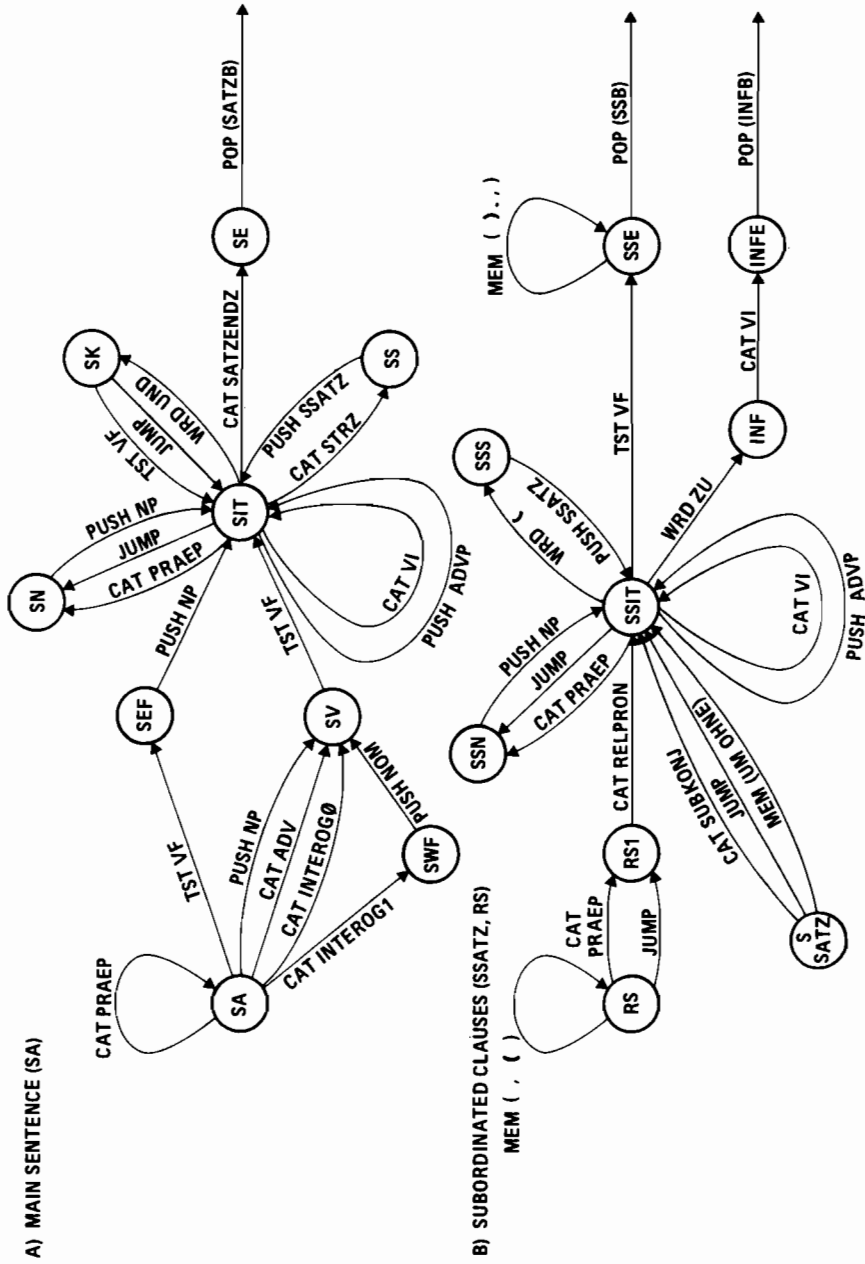 A) MAIN SENTENCE (SA)
CAT PRAEP
SA
TST VF
SEF
PUSH NP
PUSH NP
CAT ADV
CAT INTEROGØ
CAT INTEROG1
SWF
PUSH NOM
SV
TST VF
SN
PUSH NP
JUMP
CAT PRAEP
SIT
CAT VI
PUSH ADVP
SK
TST VF
JUMP
WRD UND
PUSH SSATZ
CAT STRZ
SS
CAT SATZENDZ
SE
POP (SATZB)
B) SUBORDINATED CLAUSES (SSATZ, RS)
MEM ( , ( )
RS
CAT
PRAEP
JUMP
RS1
CAT RELPRON
S
SATZ
CAT SUBKONJ
JUMP
MEM (UM OHNE)
SSN
PUSH NP
JUMP
CAT PRAEP
SSIT
CAT VI
PUSH ADVP
SSS
WRD (
PUSH SSATZ
TST VF
SSE
MEM ( ) . , )
POP (SSB)
WRD ZU
INF
CAT VI
INFE
POP (INFB)